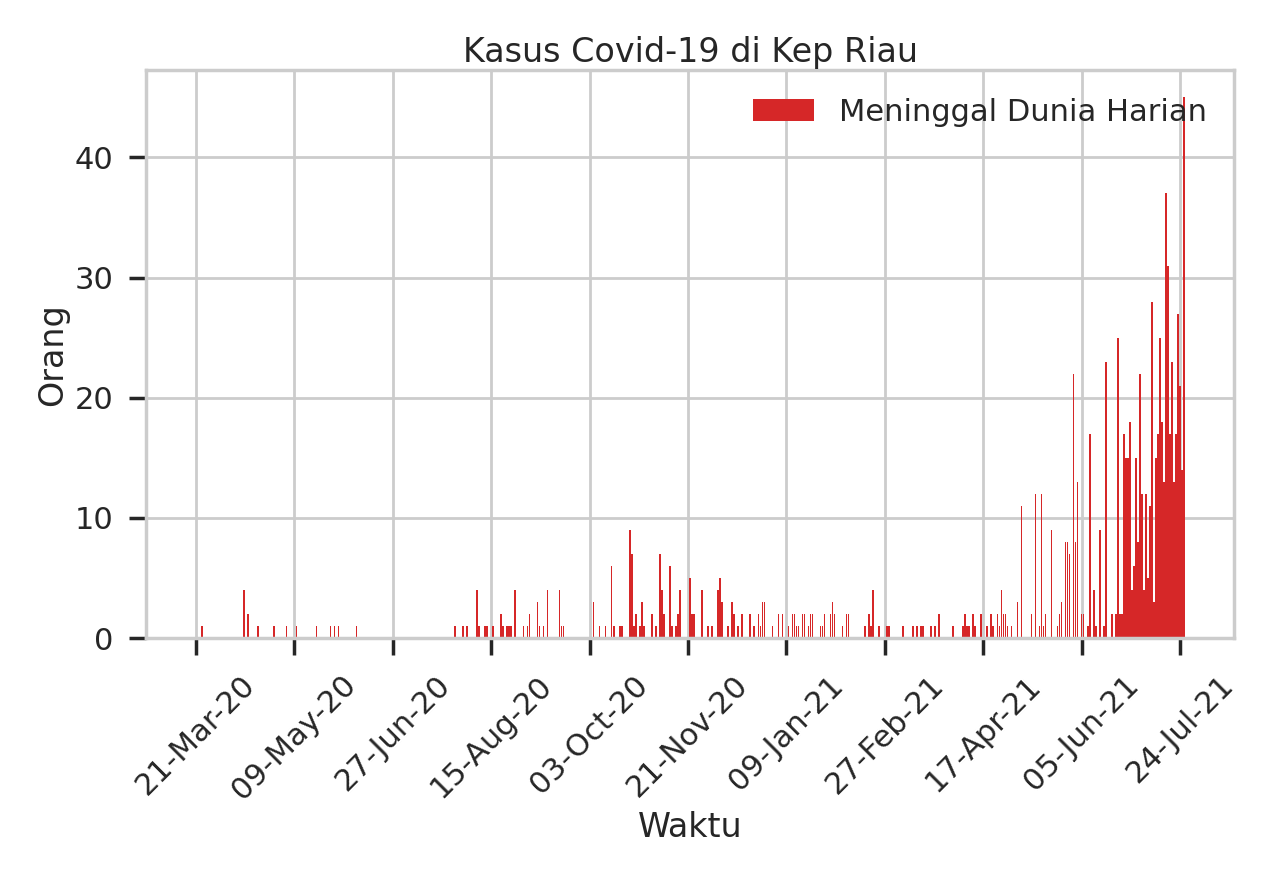 Kasus Covid-19 di Kep Riau
Meninggal Dunia Harian
Orang
40
30
20
10
0
21-Mar-20
09-May-20
27-Jun-20
15-Aug-20
03-Oct-20
21-Nov-20
09-Jan-21
27-Feb-21
17-Apr-21
05-Jun-21
24-Jul-21
Waktu